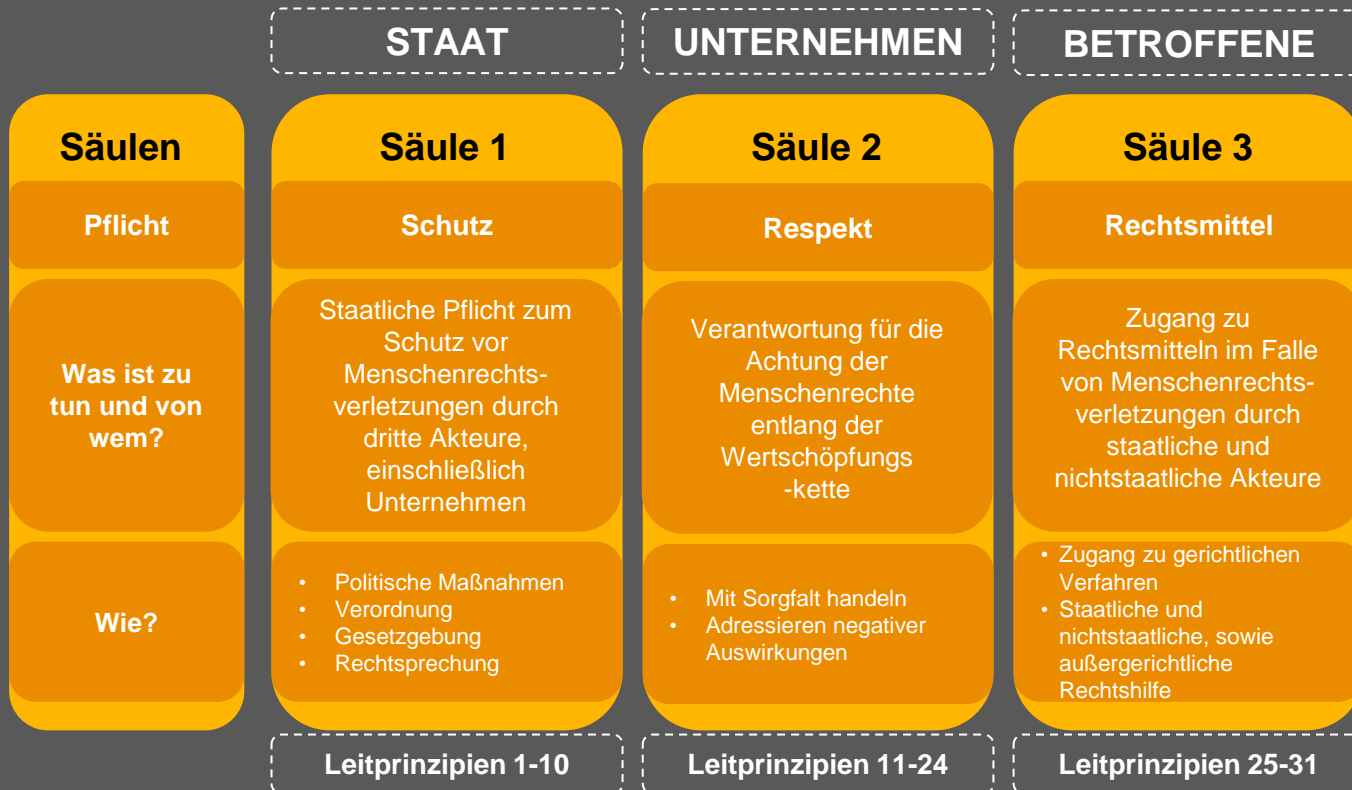 STAAT
UNTERNEHMEN
BETROFFENE
Säulen
Säule 1
Säule 2
Säule 3
Pflicht
Schutz
Respekt
Rechtsmittel
Was ist zu
tun und von
wem?
Staatliche Pflicht zum
Schutz vor
Menschenrechts-
verletzungen durch
dritte Akteure,
einschließlich
Unternehmen
Verantwortung für die
Achtung der
Menschenrechte
entlang der
Wertschöpfungs
-kette
Zugang zu
Rechtsmitteln im Falle
von Menschenrechts-
verletzungen durch
staatliche und
nichtstaatliche Akteure
Wie?
• Politische Maßnahmen
• Verordnung
• Gesetzgebung
• Rechtsprechung
• Mit Sorgfalt handeln
• Adressieren negativer
Auswirkungen
• Zugang zu gerichtlichen
Verfahren
• Staatliche und
nichtstaatliche, sowie
außergerichtliche
Rechtshilfe
Leitprinzipien 1-10
Leitprinzipien 11-24
Leitprinzipien 25-31